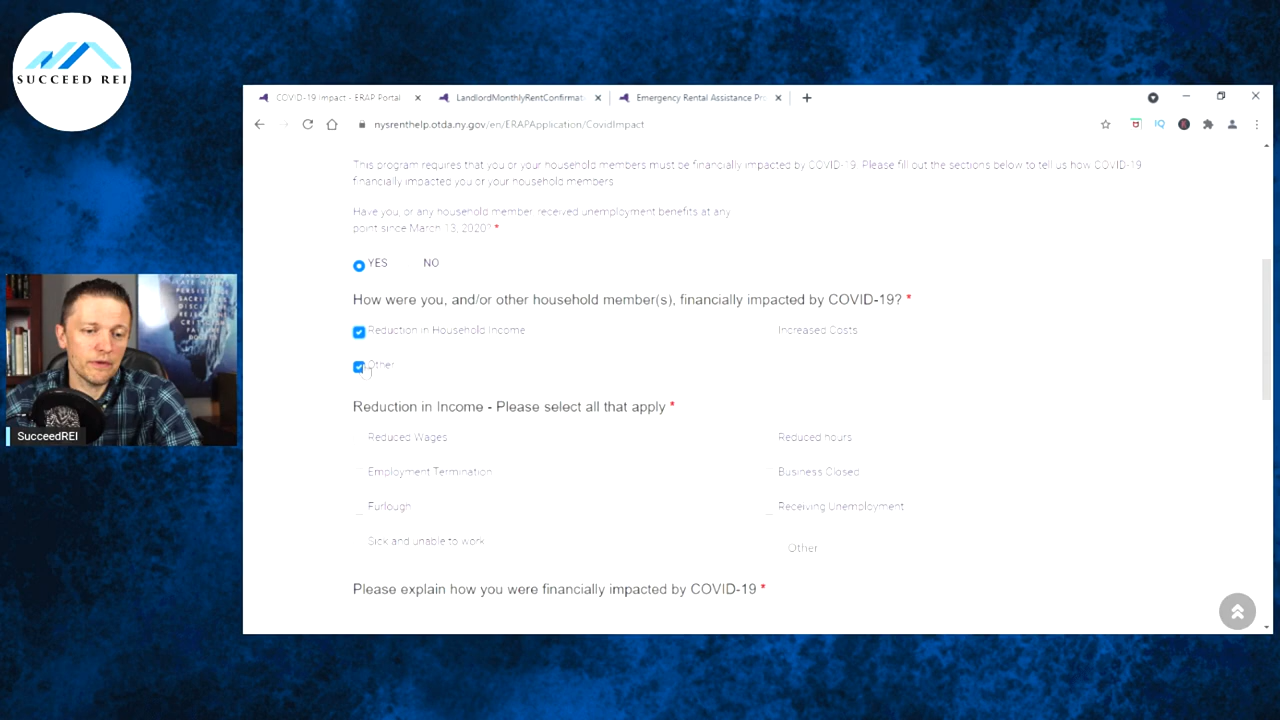 SUCCEED REI
COVID-19 Impact - ERAP Portal
LandlordMonthlyRentConfirmat
Emergency Rental Assistance Pr
nysrenthelp.otda.ny.gov/en/ERAPApplication/CovidImpact
IQ
This program requires that you or your household members must be financially impacted by COVID-19. Please fill out the sections below to tell us how COVID-19
financially impacted you or your household members.
Have you, or any household member received unemployment benefits at any
point since March 13, 2020? *
YES NO
How were you, and/or other household member(s), financially impacted by COVID-19? *
Reduction in Household Income Increased Costs
Other
Reduction in Income - Please select all that apply *
Reduced Wages Reduced hours
Employment Termination Business Closed
Furlough Receiving Unemployment
Sick and unable to work Other
Please explain how you were financially impacted by COVID-19 *
PERSISTENCE
SACRIFICE
FAILURE
SucceedREI